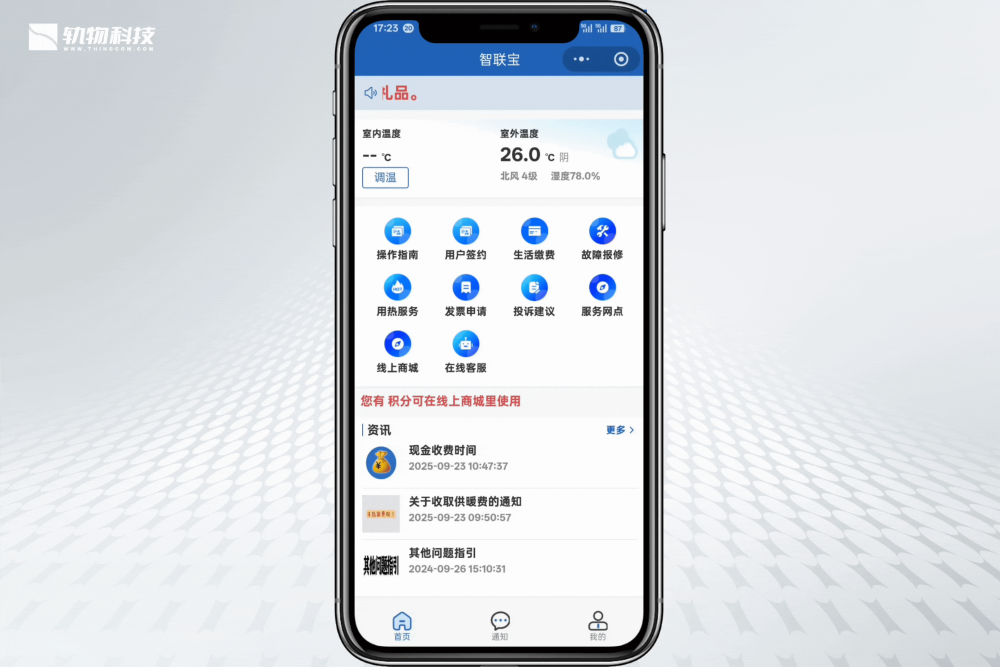 轨物科技
WWW.THINGCOM.COM
17:23 20
5G 5G 87
智联宝
礼品。
室内温度
室外温度
-- ℃
26.0 ℃ 阴
调温
北风 4级 湿度78.0%
操作指南 用户签约 生活缴费 故障报修
用热服务 发票申请 投诉建议 服务网点
线上商城 在线客服
您有 积分可在线上商城里使用
资讯
更多
现金收费时间
2025-09-23 10:47:37
关于收取供暖费的通知
2025-09-23 09:50:57
其他问题指引
其他问题指引
2024-09-26 15:10:31
首页 通知 我的